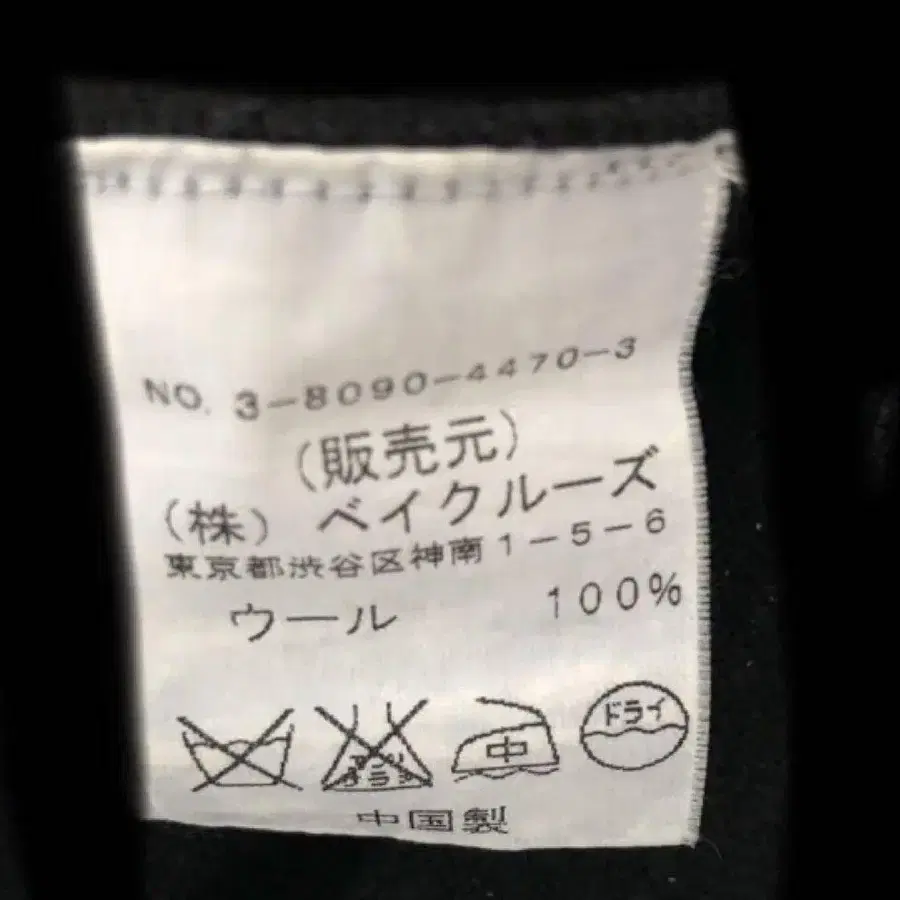 NO. 3-8090-4470-3
(販売元)
(株) ベイクルーズ
東京都渋谷区神南1-5-6
ウール 100%
中 ドライ
中国製